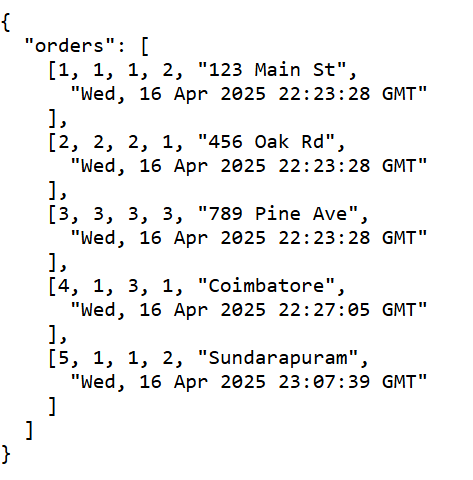 {
  "orders": [
    [1, 1, 1, 2, "123 Main St",
      "Wed, 16 Apr 2025 22:23:28 GMT"
    ],
    [2, 2, 2, 1, "456 Oak Rd",
      "Wed, 16 Apr 2025 22:23:28 GMT"
    ],
    [3, 3, 3, 3, "789 Pine Ave",
      "Wed, 16 Apr 2025 22:23:28 GMT"
    ],
    [4, 1, 3, 1, "Coimbatore",
      "Wed, 16 Apr 2025 22:27:05 GMT"
    ],
    [5, 1, 1, 2, "Sundarapuram",
      "Wed, 16 Apr 2025 23:07:39 GMT"
    ]
  ]
}